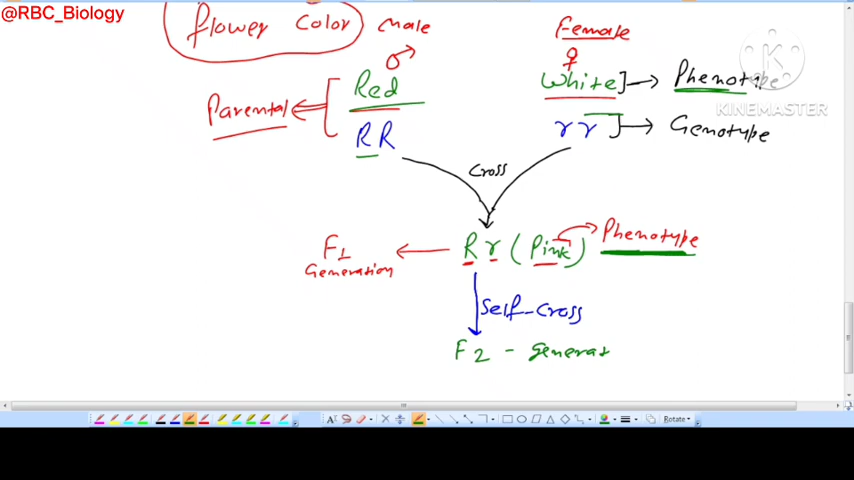 @RBC_Biology
flower color
male
Female
♂
♀
Red
White
Phenotype
KINEMASTER
Parental
RR
rr
Genotype
Cross
F1
Generation
Rr (Pink)
Phenotype
Self-Cross
F2 - generat
Rotate